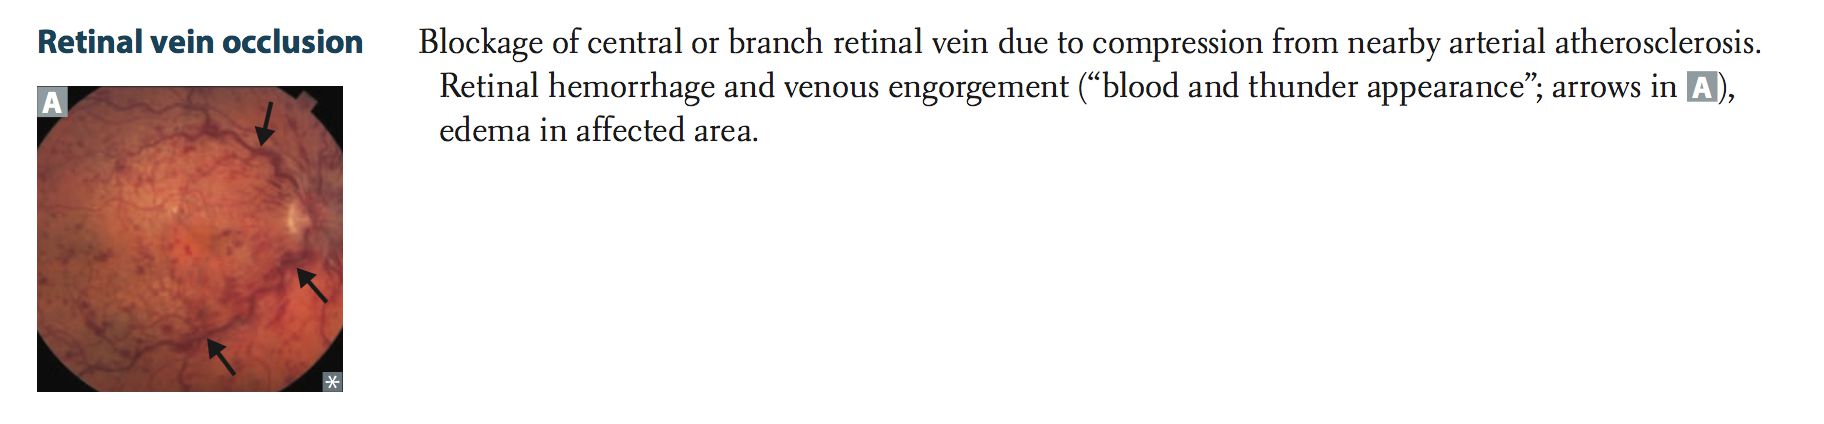 Retinal vein occlusion
A
*
Blockage of central or branch retinal vein due to compression from nearby arterial atherosclerosis.
Retinal hemorrhage and venous engorgement (“blood and thunder appearance”; arrows in A),
edema in affected area.